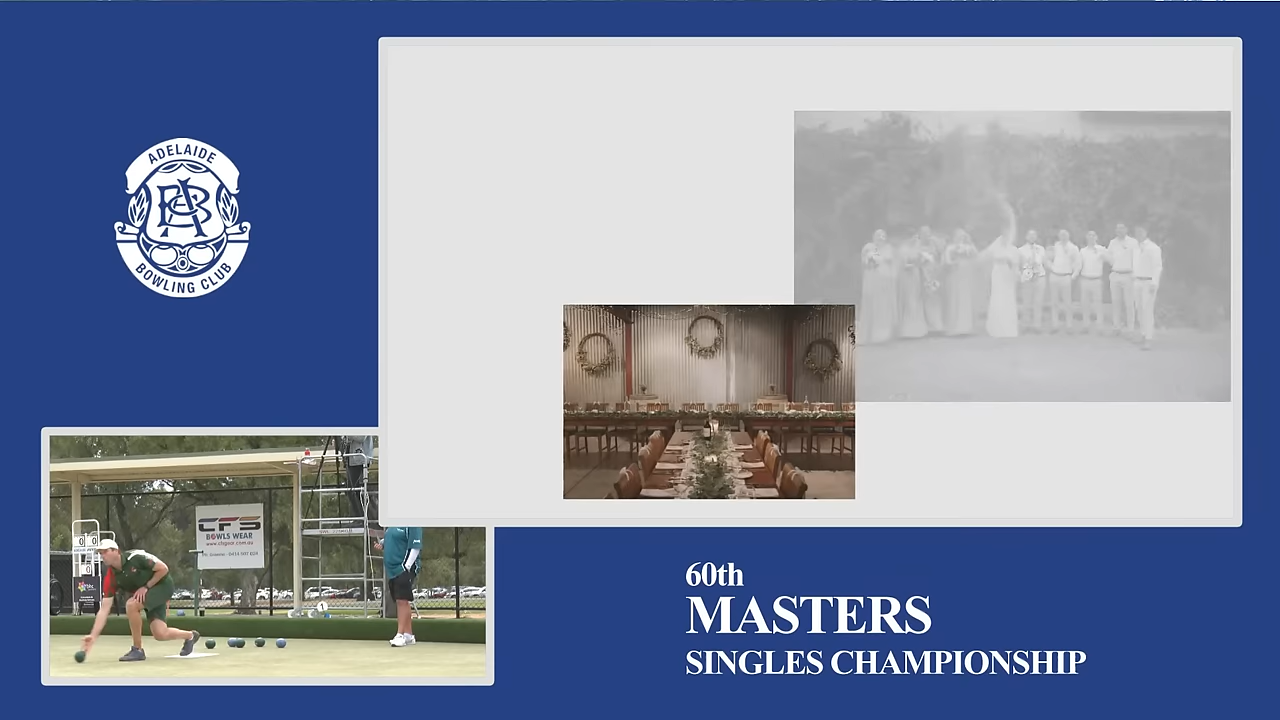 ADELAIDE
BOWLING CLUB
CFS
BOWLS WEAR
60th
MASTERS
SINGLES CHAMPIONSHIP